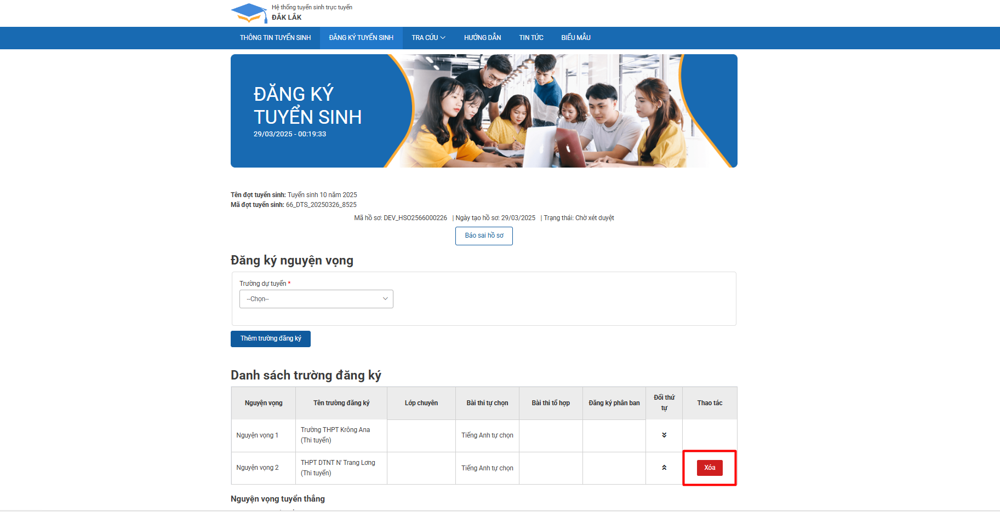 Hệ thống tuyển sinh trực tuyến
ĐẮK LẮK
THÔNG TIN TUYỂN SINH
ĐĂNG KÝ TUYỂN SINH
TRA CỨU
HƯỚNG DẪN
TIN TỨC
BIỂU MẪU
ĐĂNG KÝ
TUYỂN SINH
29/03/2025 - 00:19:33
Tên đợt tuyển sinh: Tuyển sinh 10 năm 2025
Mã đợt tuyển sinh: 66_DTS_20250326_8525
Mã hồ sơ: DEV_HSO2566000226 | Ngày tạo hồ sơ: 29/03/2025 | Trạng thái: Chờ xét duyệt
Báo sai hồ sơ
Đăng ký nguyện vọng
Trường dự tuyển *
--Chọn--
Thêm trường đăng ký
Danh sách trường đăng ký
Nguyện vọng
Tên trường đăng ký
Lớp chuyên
Bài thi tự chọn
Bài thi tổ hợp
Đăng ký phân ban
Đổi thứ
tự
Thao tác
Nguyện vọng 1
Trường THPT Krông Ana
(Thi tuyển)
Tiếng Anh tự chọn
Nguyện vọng 2
THPT DTNT N' Trang Lơng
(Thi tuyển)
Tiếng Anh tự chọn
Xóa
Nguyện vọng tuyển thẳng